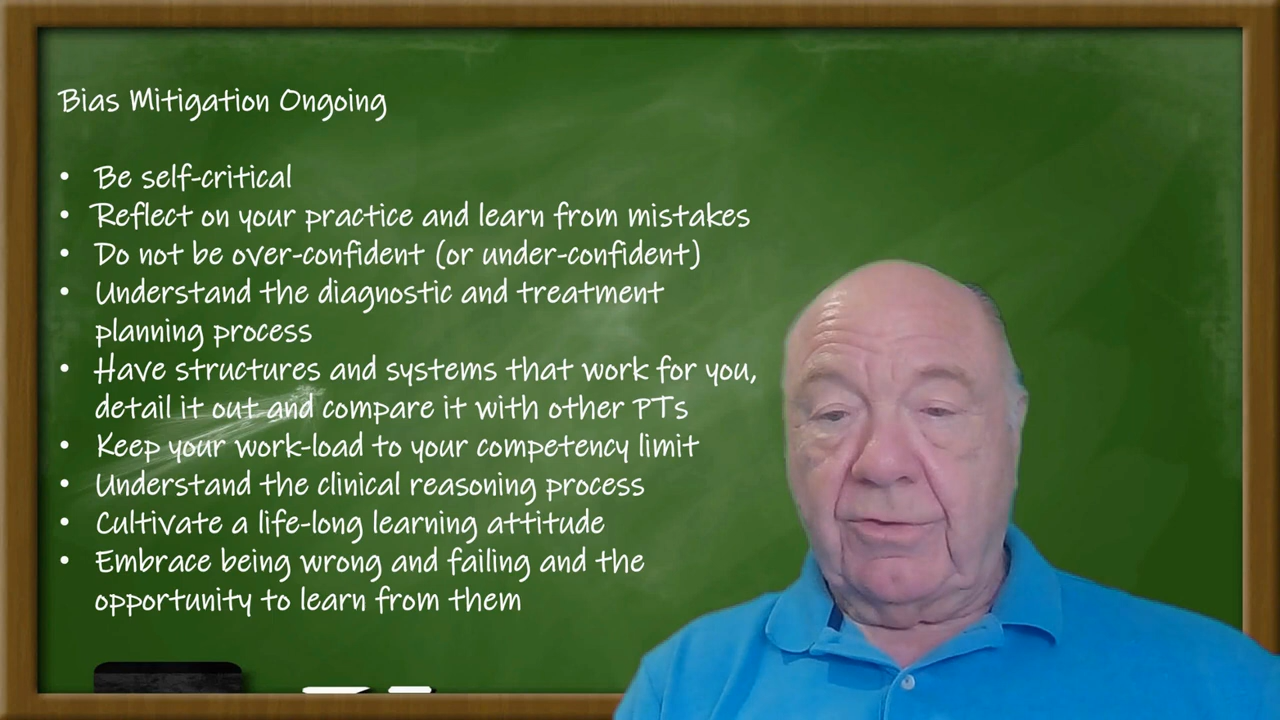 Bias Mitigation Ongoing
• Be self-critical
• Reflect on your practice and learn from mistakes
• Do not be over-confident (or under-confident)
• Understand the diagnostic and treatment
planning process
• Have structures and systems that work for you,
detail it out and compare it with other PTs
• Keep your work-load to your competency limit
• Understand the clinical reasoning process
• Cultivate a life-long learning attitude
• Embrace being wrong and failing and the
opportunity to learn from them